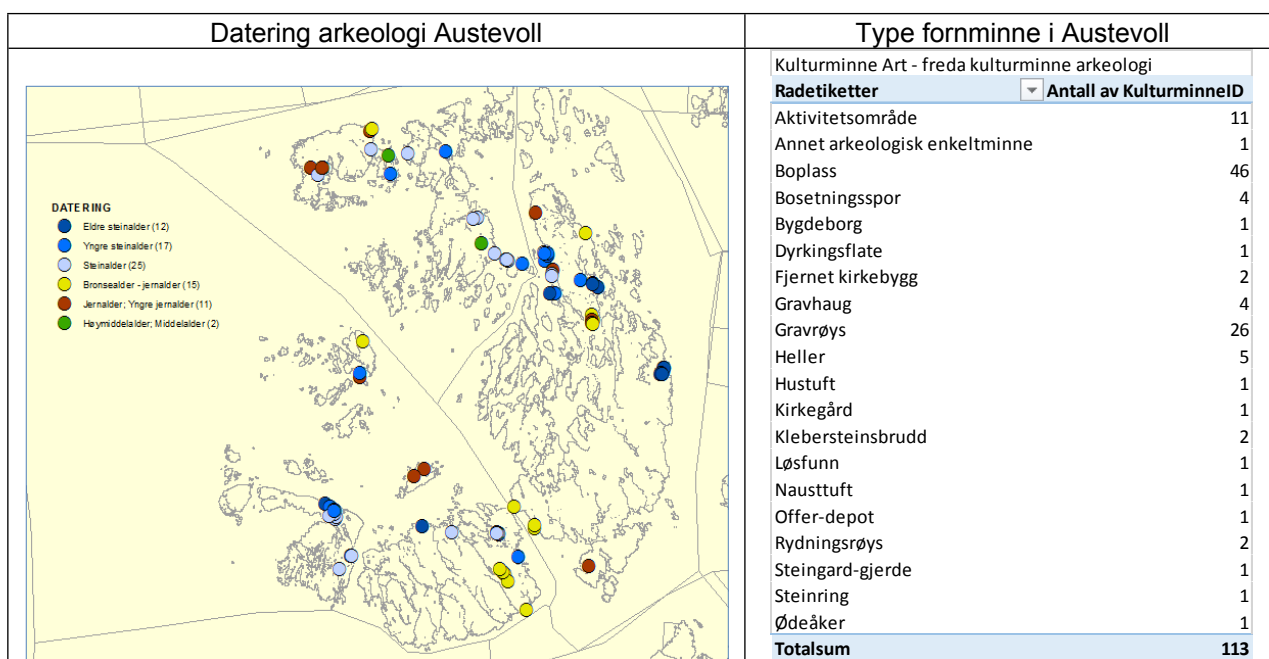 Datering arkeologi Austevoll
DATERING
Eldre steinalder (12)
Yngre steinalder (17)
Steinalder (25)
Bronsealder - jernalder (15)
Jernalder; Yngre jernalder (11)
Høymiddelalder; Middelalder (2)
Type fornminne i Austevoll
Kulturminne Art - freda kulturminne arkeologi
Radetiketter Antall av KulturminneID
Aktivitetsområde 11
Annet arkeologisk enkeltminne 1
Boplass 46
Bosetningsspor 4
Bygdeborg 1
Dyrkingsflate 1
Fjernet kirkebygg 2
Gravhaug 4
Gravrøys 26
Heller 5
Hustuft 1
Kirkegård 1
Klebersteinsbrudd 2
Løsfunn 1
Nausttuft 1
Offer-depot 1
Rydningsrøys 2
Steingard-gjerde 1
Steinring 1
Ødeåker 1
Totalsum 113